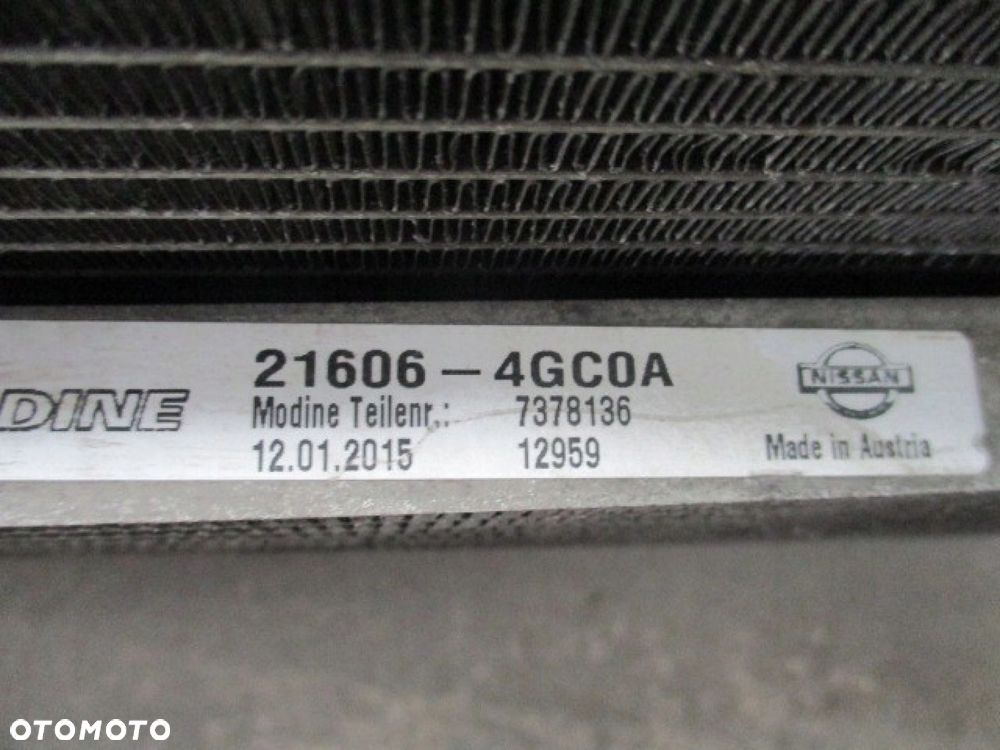 21606 – 4GC0A
DINE
Modine Teilenr.: 7378136
12.01.2015 12959
NISSAN
Made in Austria
OTOMOTO